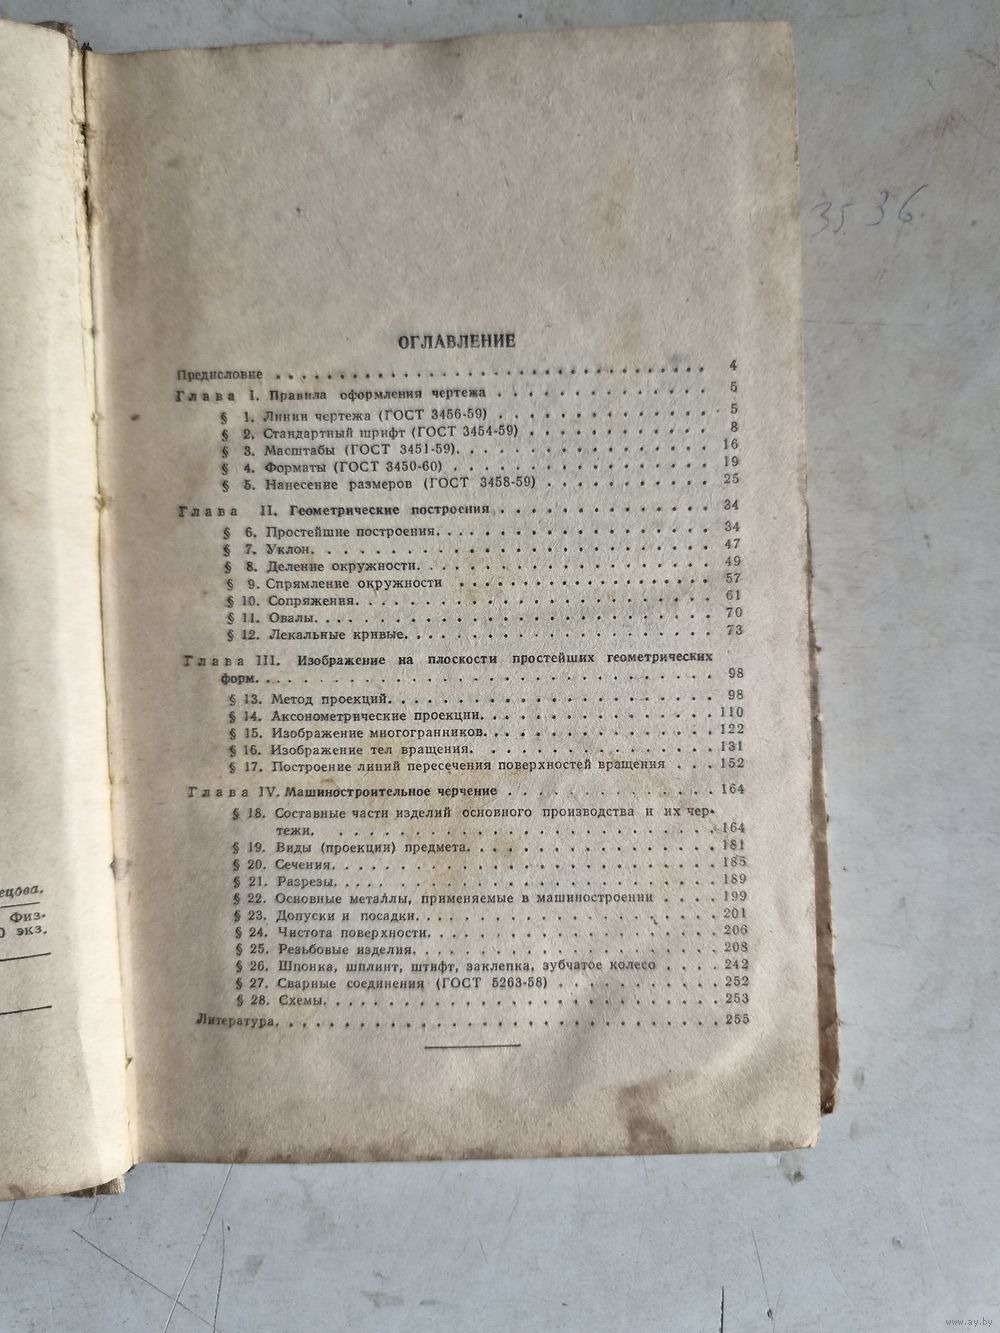 35 36
ОГЛАВЛЕНИЕ
Предисловие . . . . . 4
Глава I. Правила оформления чертежа . . . . . 5
§ 1. Линии чертежа (ГОСТ 3456-59) . . . . . 5
§ 2. Стандартный шрифт (ГОСТ 3454-59) . . . . . 8
§ 3. Масштабы (ГОСТ 3451-59). . . . . 16
§ 4. Форматы (ГОСТ 3450-60) . . . . . 19
§ 5. Нанесение размеров (ГОСТ 3458-59) . . . . . 25
Глава II. Геометрические построения . . . . . 34
§ 6. Простейшие построения. . . . . 34
§ 7. Уклон. . . . . 47
§ 8. Деление окружности. . . . . 49
§ 9. Спрямление окружности . . . . . 57
§ 10. Сопряжения. . . . . 61
§ 11. Овалы. . . . . 70
§ 12. Лекальные кривые. . . . . 73
Глава III. Изображение на плоскости простейших геометрических
форм. . . . . 98
§ 13. Метод проекций. . . . . 98
§ 14. Аксонометрические проекции. . . . . 110
§ 15. Изображение многогранников. . . . . 122
§ 16. Изображение тел вращения. . . . . 131
§ 17. Построение линий пересечения поверхностей вращения . . . 152
Глава IV. Машиностроительное черчение . . . . . 164
§ 18. Составные части изделий основного производства и их чер-
тежи. . . . . 164
§ 19. Виды (проекции) предмета. . . . . 181
§ 20. Сечения. . . . . 185
§ 21. Разрезы. . . . . 189
§ 22. Основные металлы, применяемые в машиностроении . . . . 199
§ 23. Допуски и посадки. . . . . 201
§ 24. Чистота поверхности. . . . . 206
§ 25. Резьбовые изделия. . . . . 208
§ 26. Шпонка, шплинт, штифт, заклепка, зубчатое колесо . . . . 242
§ 27. Сварные соединения (ГОСТ 5263-58) . . . . . 252
§ 28. Схемы. . . . . 253
Литература. . . . . 255
ецова.
Физ-
0 экз.
www.ay.by